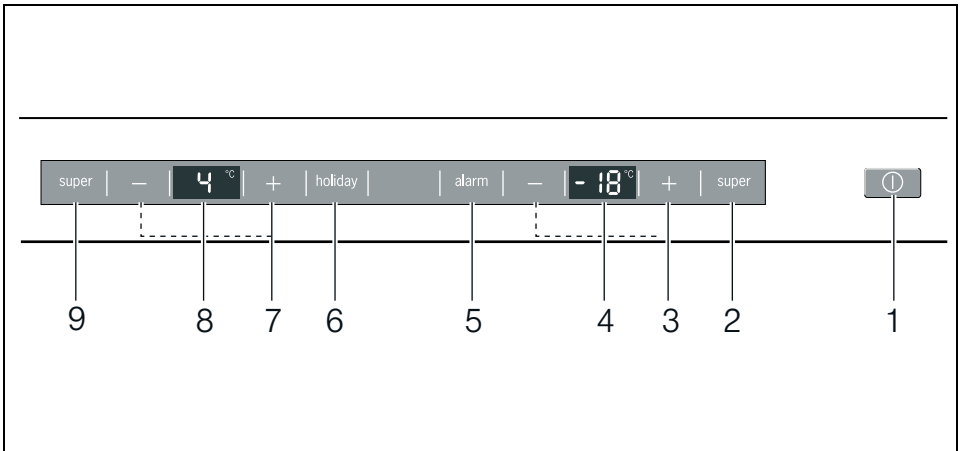 super | − | 4 °C | + | holiday | | alarm | − | -18 °C | + | super
9 8 7 6 5 4 3 2 1